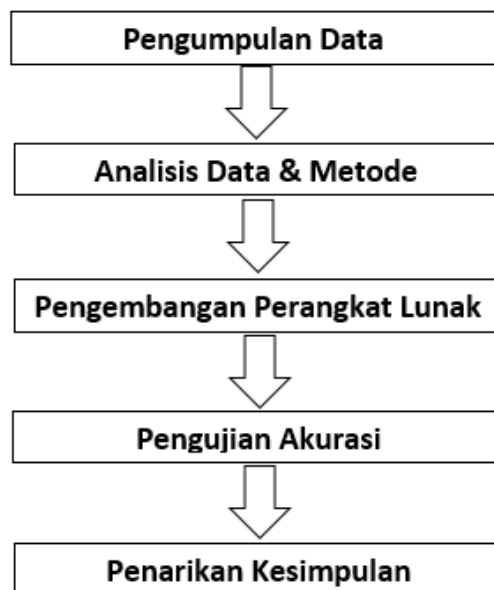 Pengumpulan Data
Analisis Data & Metode
Pengembangan Perangkat Lunak
Pengujian Akurasi
Penarikan Kesimpulan